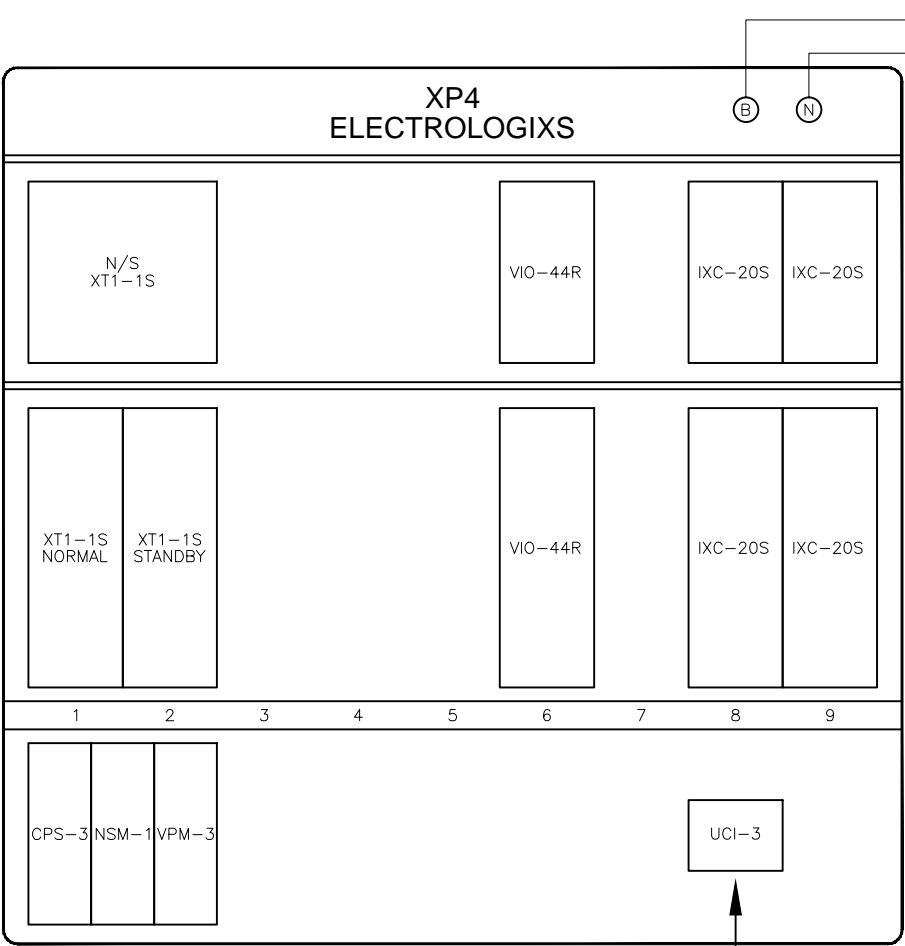 XP4
ELECTROLOGIXS
B
N
N/S
XT1-1S
VIO-44R
IXC-20S
IXC-20S
XT1-1S
NORMAL
XT1-1S
STANDBY
VIO-44R
IXC-20S
IXC-20S
1 2 3 4 5 6 7 8 9
CPS-3
NSM-1
VPM-3
UCI-3